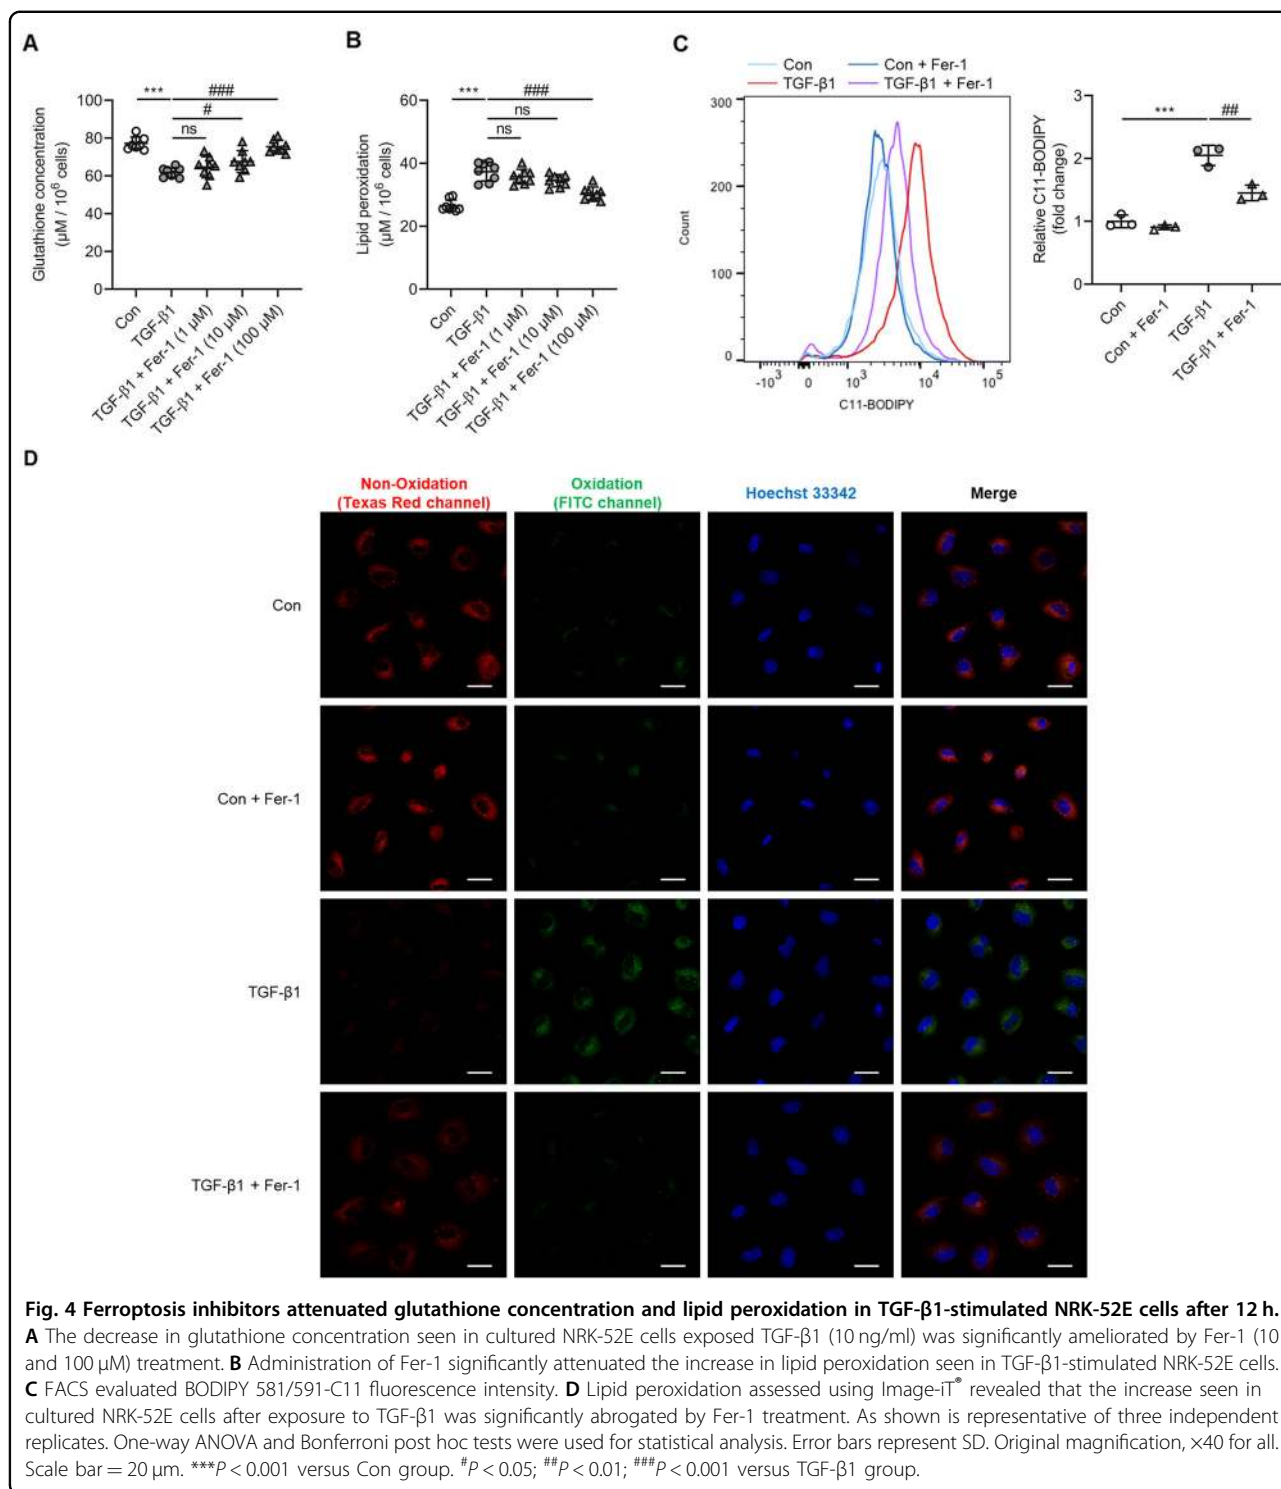 A
*** ###
#
ns
Glutathione concentration
(µM / 10⁶ cells)
100
80
60
40
20
0
Con
TGF-β1
TGF-β1 + Fer-1 (1 µM)
TGF-β1 + Fer-1 (10 µM)
TGF-β1 + Fer-1 (100 µM)
B
*** ###
ns
ns
Lipid peroxidation
(µM / 10⁶ cells)
60
40
20
0
Con
TGF-β1
TGF-β1 + Fer-1 (1 µM)
TGF-β1 + Fer-1 (10 µM)
TGF-β1 + Fer-1 (100 µM)
C
Con Con + Fer-1
TGF-β1 TGF-β1 + Fer-1
Count
300
200
100
0
-10³ 0 10³ 10⁴ 10⁵
C11-BODIPY
*** ##
Relative C11-BODIPY
(fold change)
3
2
1
0
Con
Con + Fer-1
TGF-β1
TGF-β1 + Fer-1
D
Non-Oxidation
(Texas Red channel)
Oxidation
(FITC channel)
Hoechst 33342
Merge
Con
Con + Fer-1
TGF-β1
TGF-β1 + Fer-1
Fig. 4 Ferroptosis inhibitors attenuated glutathione concentration and lipid peroxidation in TGF-β1-stimulated NRK-52E cells after 12 h.
A The decrease in glutathione concentration seen in cultured NRK-52E cells exposed TGF-β1 (10 ng/ml) was significantly ameliorated by Fer-1 (10
and 100 µM) treatment. B Administration of Fer-1 significantly attenuated the increase in lipid peroxidation seen in TGF-β1-stimulated NRK-52E cells.
C FACS evaluated BODIPY 581/591-C11 fluorescence intensity. D Lipid peroxidation assessed using Image-iT® revealed that the increase seen in
cultured NRK-52E cells after exposure to TGF-β1 was significantly abrogated by Fer-1 treatment. As shown is representative of three independent
replicates. One-way ANOVA and Bonferroni post hoc tests were used for statistical analysis. Error bars represent SD. Original magnification, ×40 for all.
Scale bar = 20 µm. ***P < 0.001 versus Con group. #P < 0.05; ##P < 0.01; ###P < 0.001 versus TGF-β1 group.